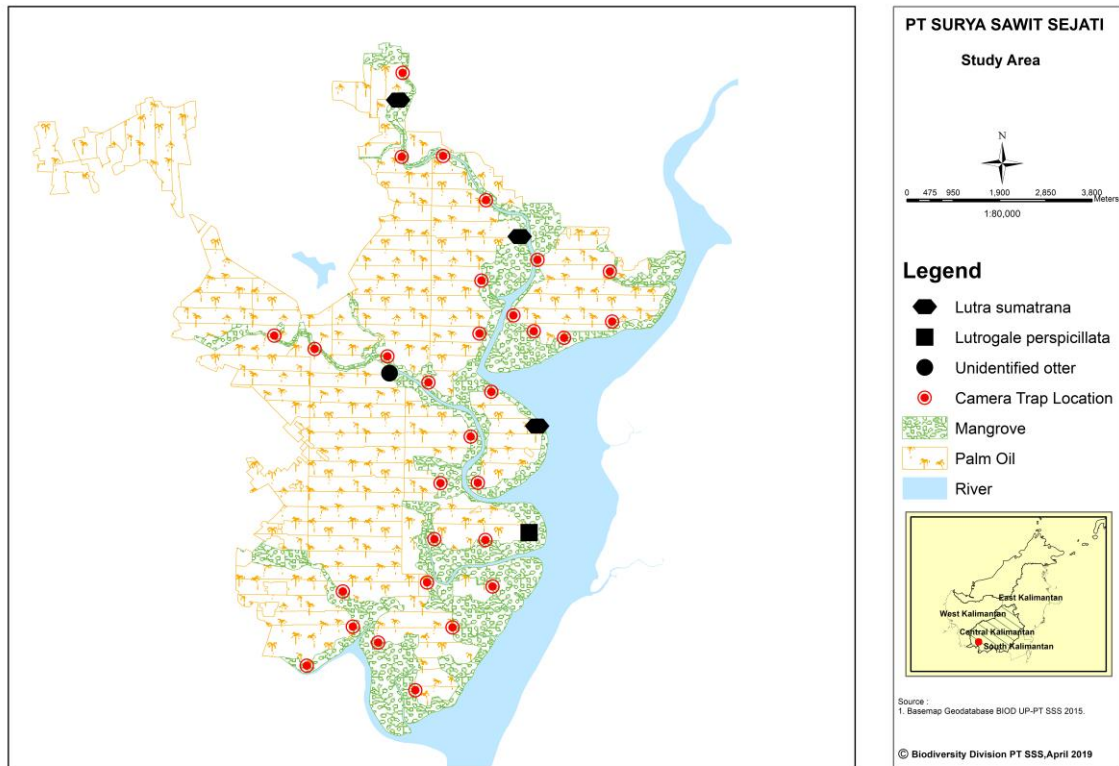 PT SURYA SAWIT SEJATI
Study Area
N
0 475 950 1,900 2,850 3,800
Meters
1:80,000
Legend
Lutra sumatrana
Lutrogale perspicillata
Unidentified otter
Camera Trap Location
Mangrove
Palm Oil
River
East Kalimantan
West Kalimantan
Central Kalimantan
South Kalimantan
Source :
1. Basemap Geodatabase BIOD UP-PT SSS 2015.
© Biodiversity Division PT SSS,April 2019